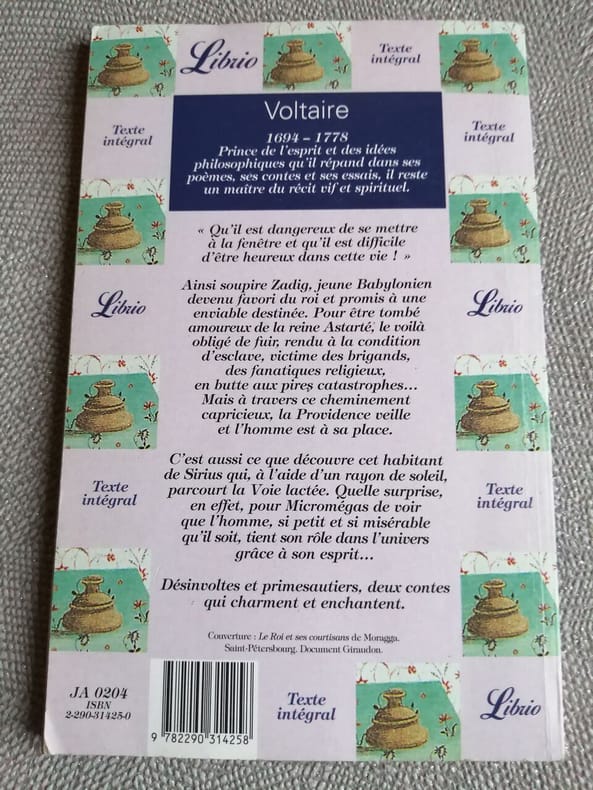 Librio
Texte
intégral
Voltaire
1694 – 1778
Prince de l'esprit et des idées
philosophiques qu'il répand dans ses
poèmes, ses contes et ses essais, il reste
un maître du récit vif et spirituel.
Texte
intégral
Texte
intégral
« Qu'il est dangereux de se mettre
à la fenêtre et qu'il est difficile
d'être heureux dans cette vie ! »
Ainsi soupire Zadig, jeune Babylonien
devenu favori du roi et promis à une
enviable destinée. Pour être tombé
amoureux de la reine Astarté, le voilà
obligé de fuir, rendu à la condition
d'esclave, victime des brigands,
des fanatiques religieux,
en butte aux pires catastrophes...
Mais à travers ce cheminement
capricieux, la Providence veille
et l'homme est à sa place.
Librio
Librio
C'est aussi ce que découvre cet habitant
de Sirius qui, à l'aide d'un rayon de soleil,
parcourt la Voie lactée. Quelle surprise,
en effet, pour Micromégas de voir
que l'homme, si petit et si misérable
qu'il soit, tient son rôle dans l'univers
grâce à son esprit...
Texte
intégral
Texte
intégral
Désinvoltes et primesautiers, deux contes
qui charment et enchantent.
Couverture : Le Roi et ses courtisans de Moragga.
Saint-Pétersbourg. Document Giraudon.
JA 0204
ISBN
2-290-31425-0
9 782290 314258
Texte
intégral
Librio